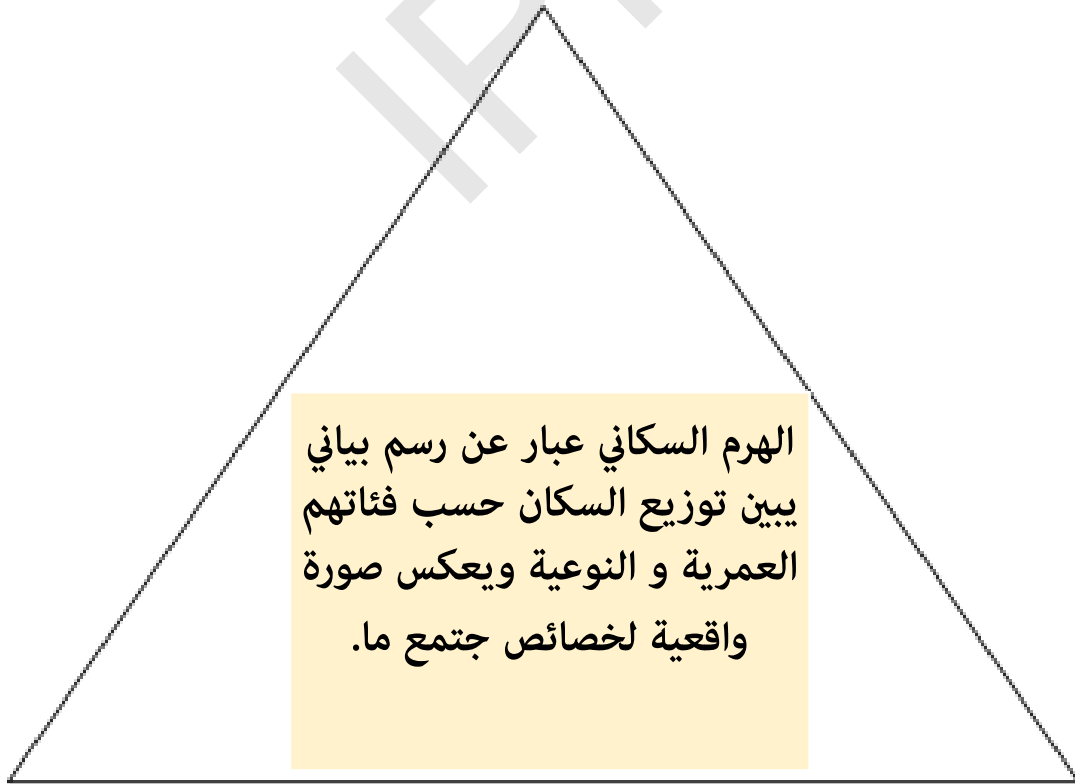 الهرم السكاني عبار عن رسم بياني
يبين توزيع السكان حسب فئاتهم
العمرية و النوعية ويعكس صورة
واقعية لخصائص جتمع ما.